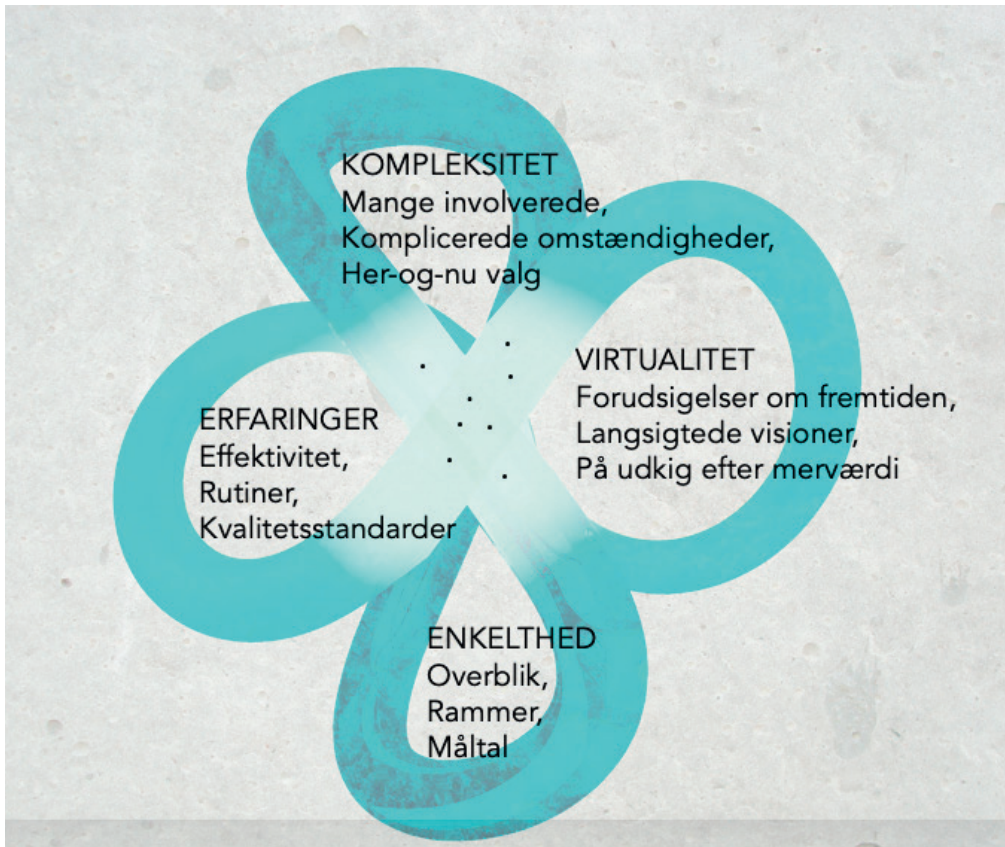 KOMPLEKSITET
Mange involverede,
Komplicerede omstændigheder,
Her-og-nu valg
VIRTUALITET
Forudsigelser om fremtiden,
Langsigtede visioner,
På udkig efter merværdi
ERFARINGER
Effektivitet,
Rutiner,
Kvalitetsstandarder
ENKELTHED
Overblik,
Rammer,
Måltal